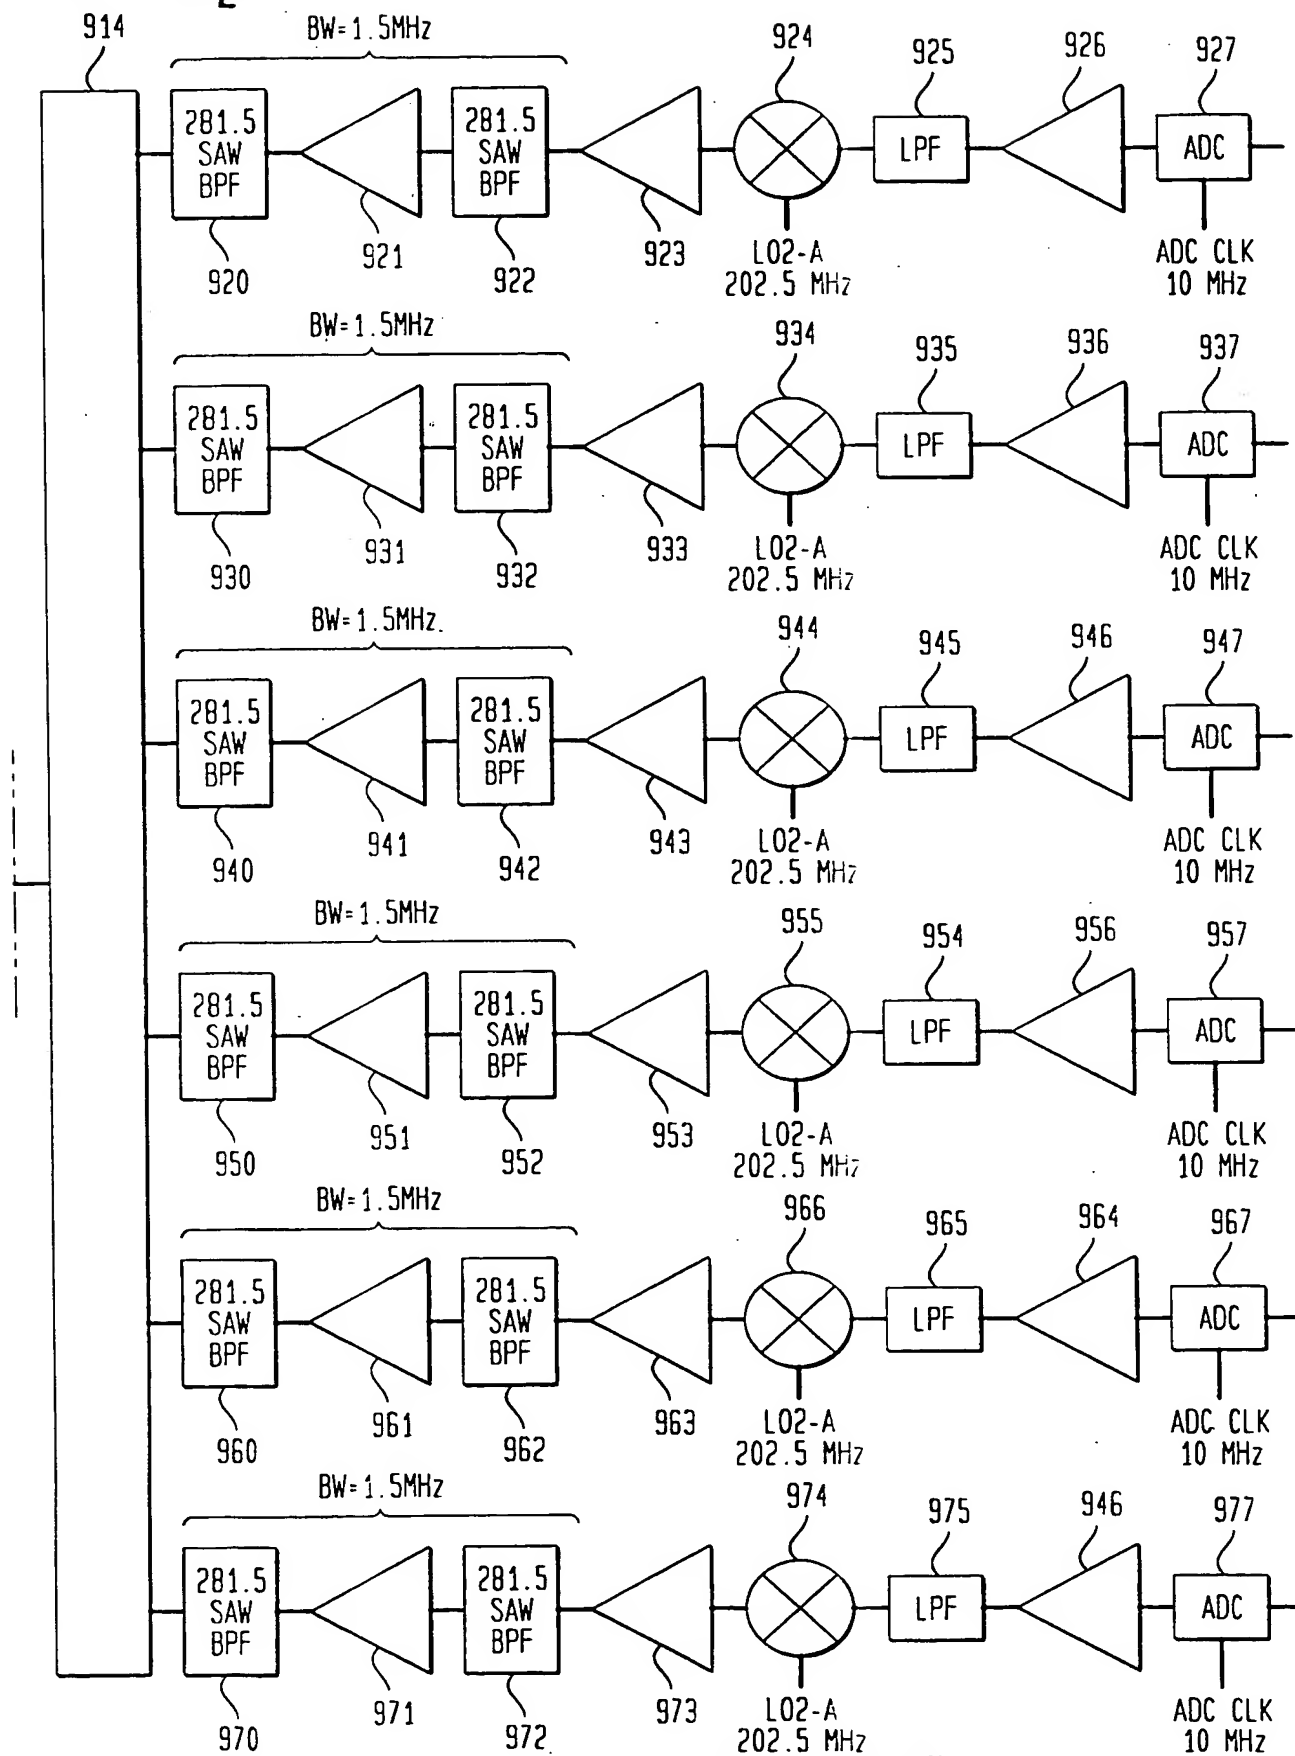 914
BW=1.5MHz
924
925
926
927
281.5
SAW
BPF
281.5
SAW
BPF
LPF
ADC
920
921
922
923
LO2-A
202.5 MHz
ADC CLK
10 MHz
BW=1.5MHz
934
935
936
937
281.5
SAW
BPF
281.5
SAW
BPF
LPF
ADC
930
931
932
933
LO2-A
202.5 MHz
ADC CLK
10 MHz
BW=1.5MHz.
944
945
946
947
281.5
SAW
BPF
281.5
SAW
BPF
LPF
ADC
940
941
942
943
LO2-A
202.5 MHz
ADC CLK
10 MHz
BW=1.5MHz
955
954
956
957
281.5
SAW
BPF
281.5
SAW
BPF
LPF
ADC
950
951
952
953
LO2-A
202.5 MHz
ADC CLK
10 MHz
BW=1.5MHz
966
965
964
967
281.5
SAW
BPF
281.5
SAW
BPF
LPF
ADC
960
961
962
963
LO2-A
202.5 MHz
ADC CLK
10 MHz
BW=1.5MHz
974
975
946
977
281.5
SAW
BPF
281.5
SAW
BPF
LPF
ADC
970
971
972
973
LO2-A
202.5 MHz
ADC CLK
10 MHz